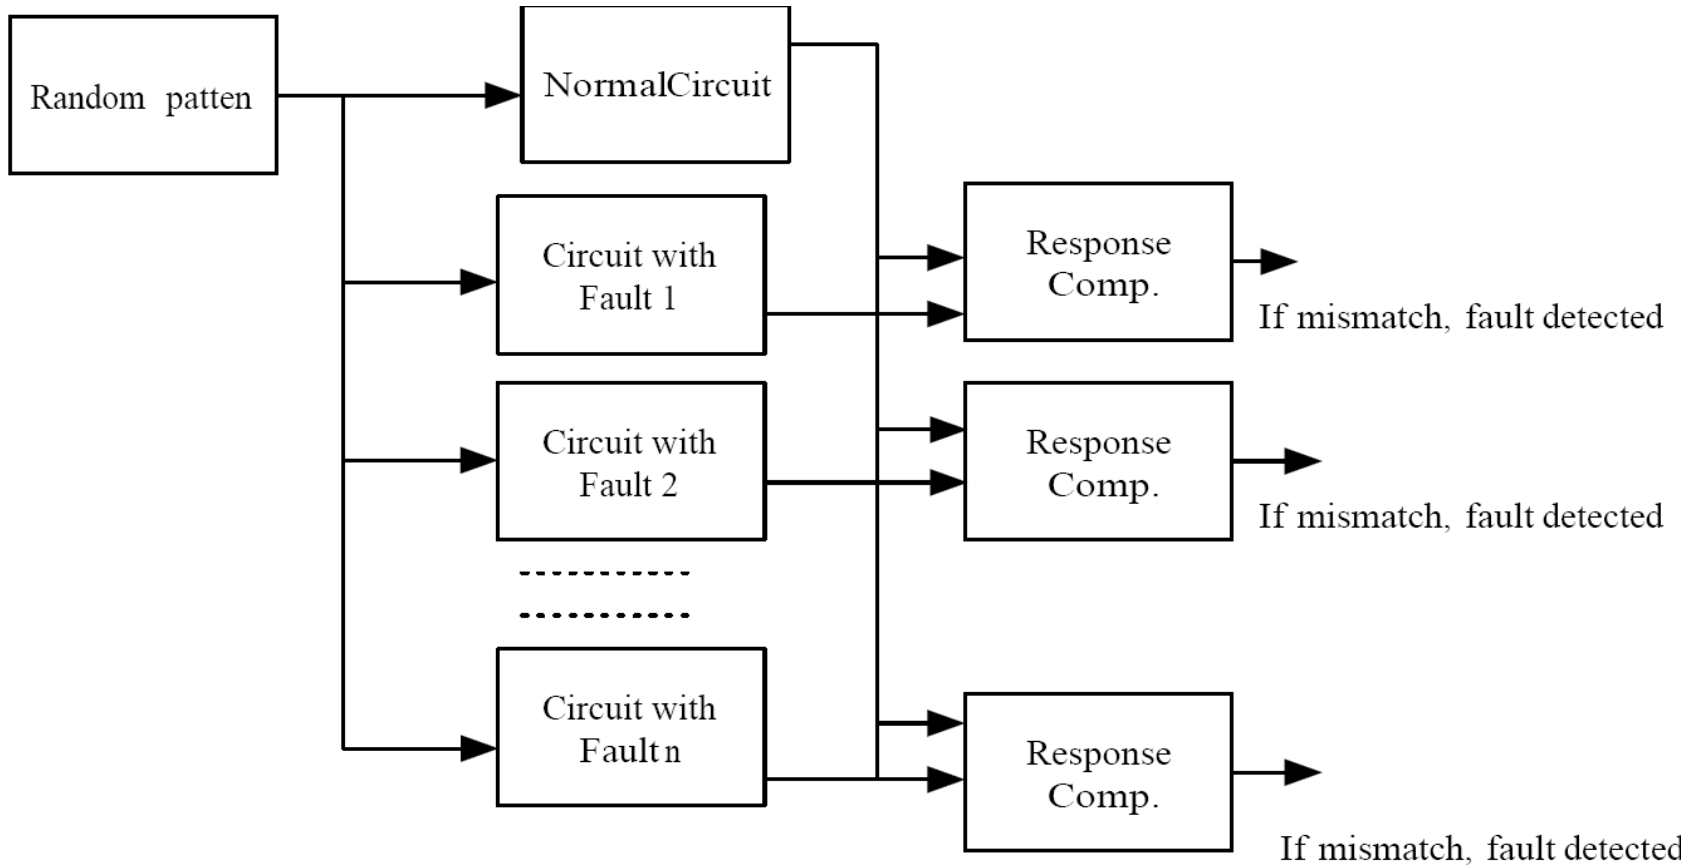 Random patten
NormalCircuit
Circuit with
Fault 1
Response
Comp.
If mismatch, fault detected
Circuit with
Fault 2
Response
Comp.
If mismatch, fault detected
Circuit with
Fault n
Response
Comp.
If mismatch, fault detected